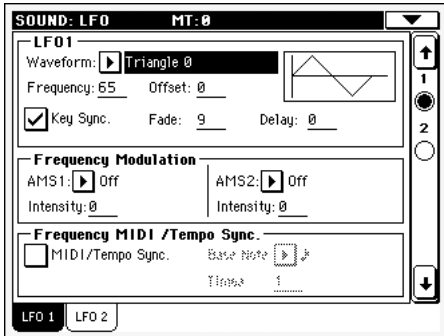 SOUND: LFO MT:0
LFO1
Waveform: Triangle 0
Frequency: 65 Offset: 0
Key Sync. Fade: 9 Delay: 0
1
2
Frequency Modulation
AMS1: Off AMS2: Off
Intensity: 0 Intensity: 0
Frequency MIDI /Tempo Sync.
MIDI/Tempo Sync. Base Note
Times 1
LFO 1 LFO 2